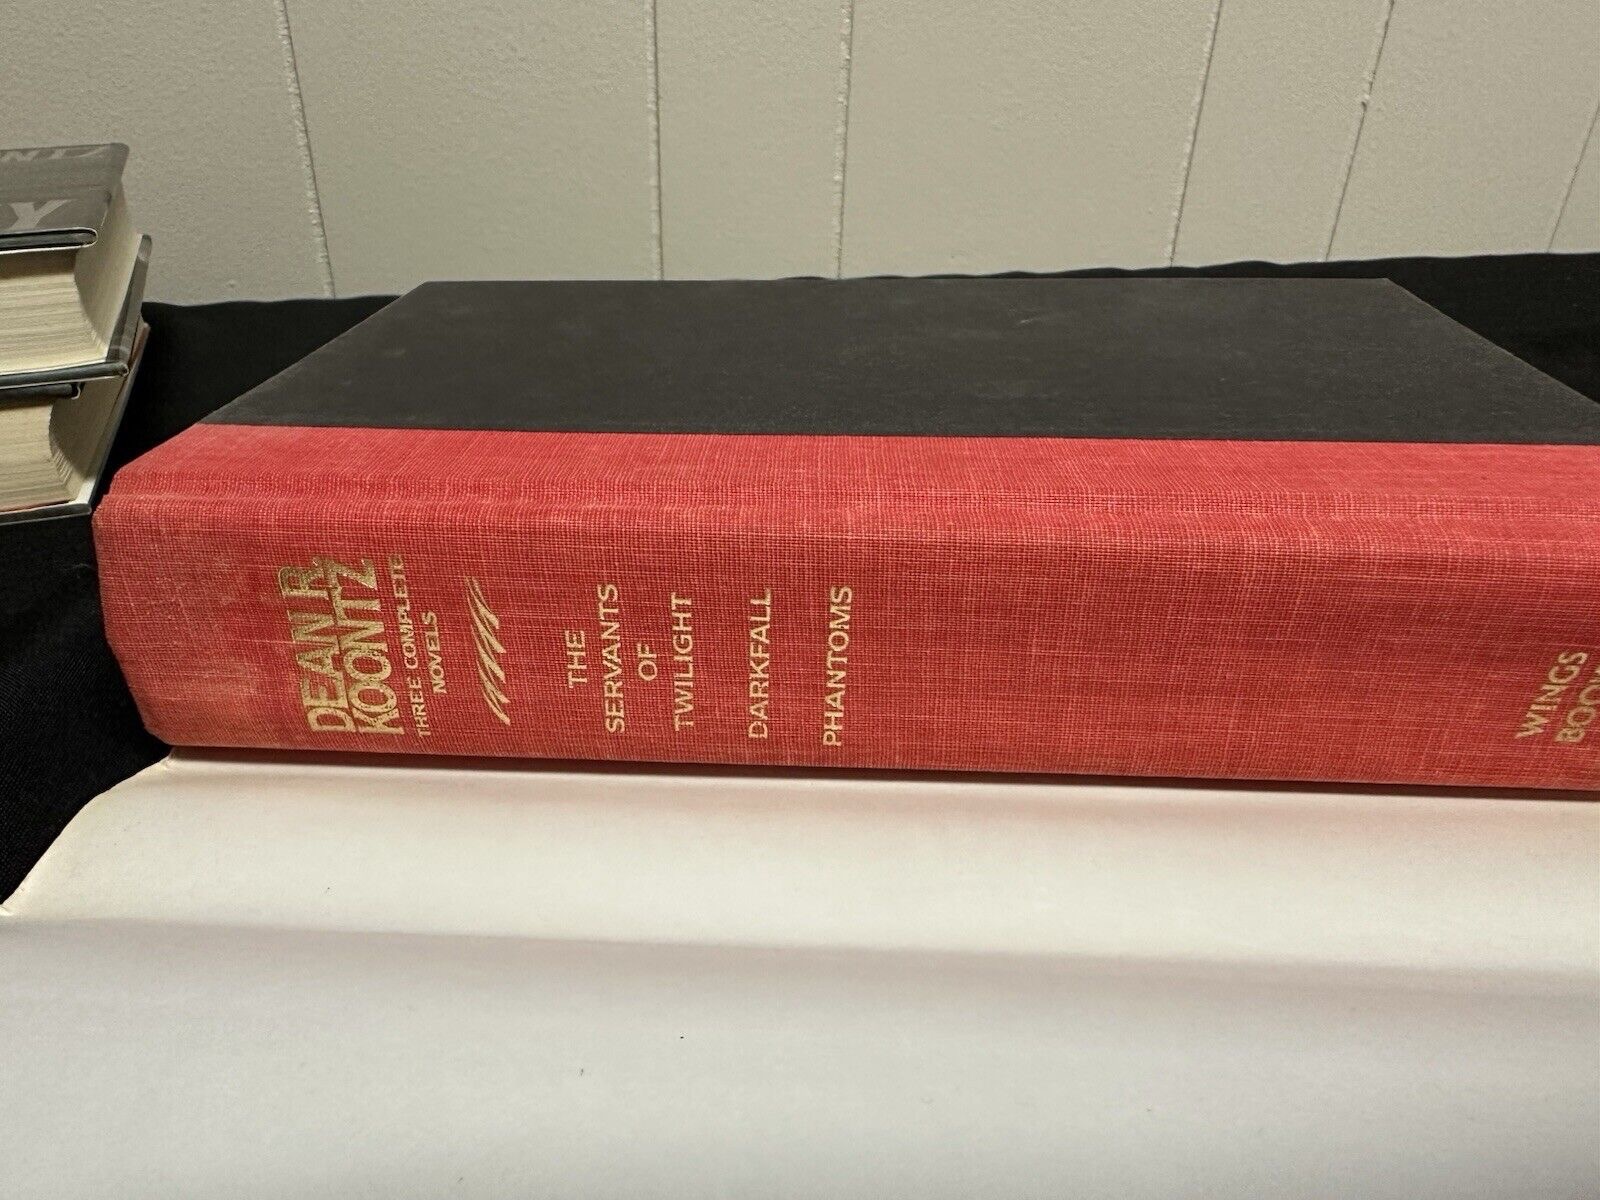 DEAN R.
KOONTZ
THREE COMPLETE
NOVELS
THE
SERVANTS
OF
TWILIGHT
DARKFALL
PHANTOMS
WINGS